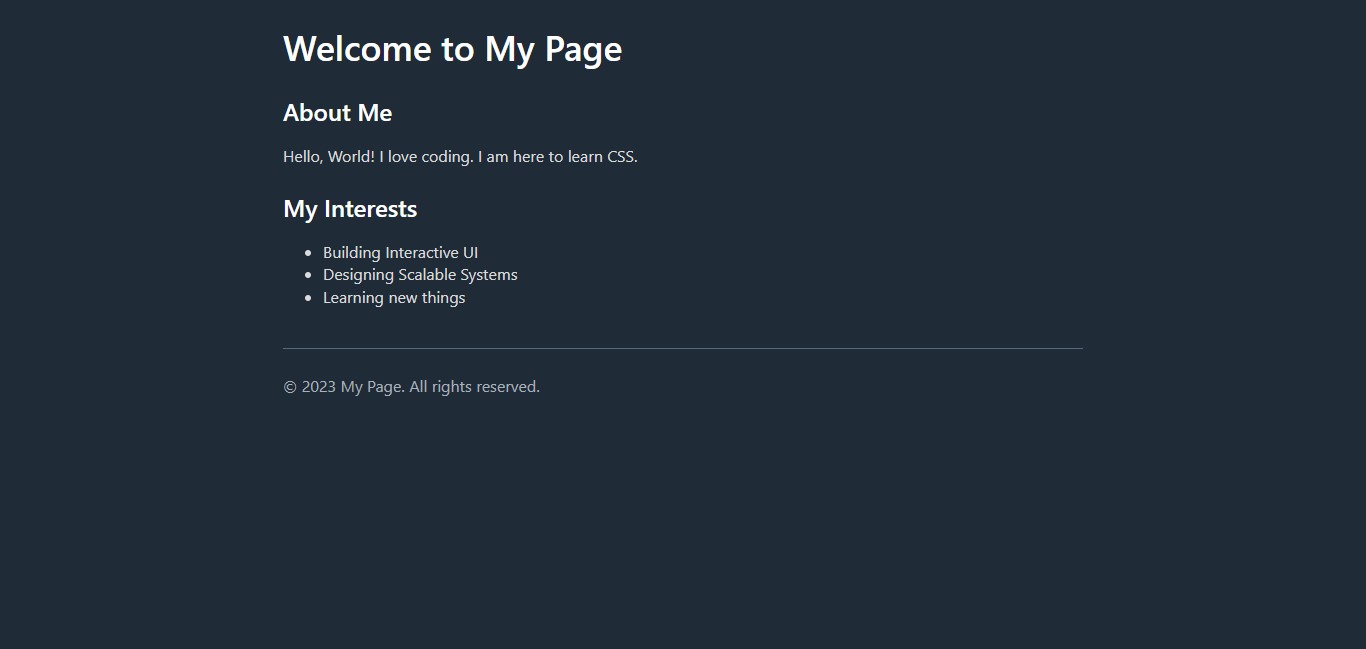 Welcome to My Page
About Me
Hello, World! I love coding. I am here to learn CSS.
My Interests
Building Interactive UI
Designing Scalable Systems
Learning new things
© 2023 My Page. All rights reserved.